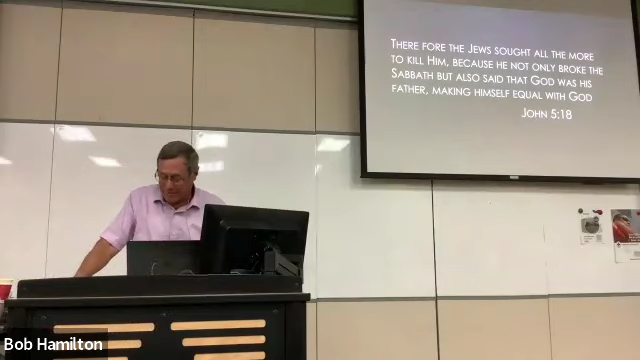 THERE FORE THE JEWS SOUGHT ALL THE MORE
TO KILL HIM, BECAUSE HE NOT ONLY BROKE THE
SABBATH BUT ALSO SAID THAT GOD WAS HIS
FATHER, MAKING HIMSELF EQUAL WITH GOD
JOHN 5:18
Bob Hamilton